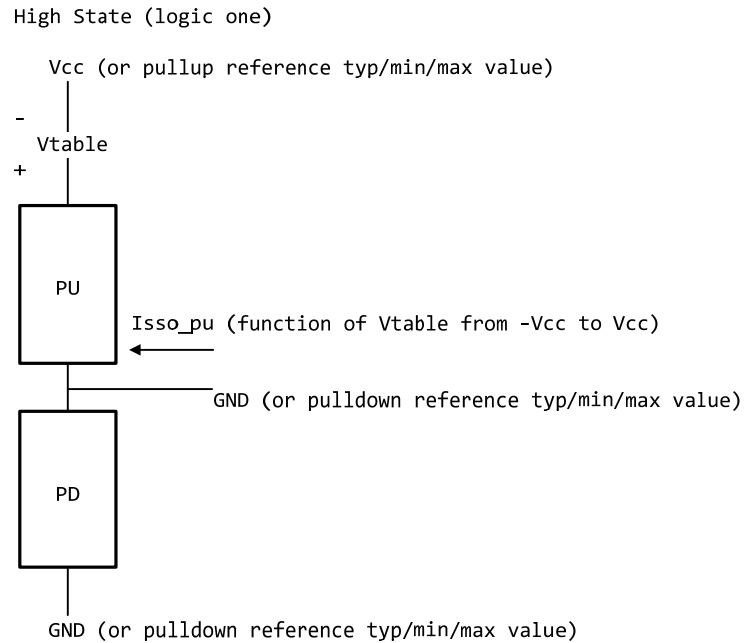 High State (logic one)
Vcc (or pullup reference typ/min/max value)
-
Vtable
+
PU
Isso_pu (function of Vtable from -Vcc to Vcc)
GND (or pulldown reference typ/min/max value)
PD
GND (or pulldown reference typ/min/max value)